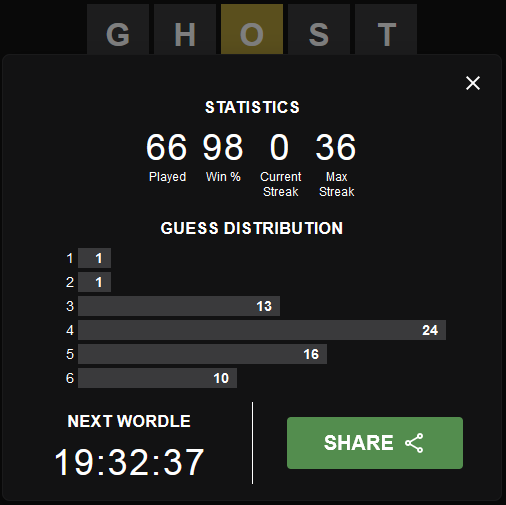 G H O S T
STATISTICS
66 98 0 36
Played Win % Current Streak Max Streak
GUESS DISTRIBUTION
1 1
2 1
3 13
4 24
5 16
6 10
NEXT WORDLE
19:32:37
SHARE